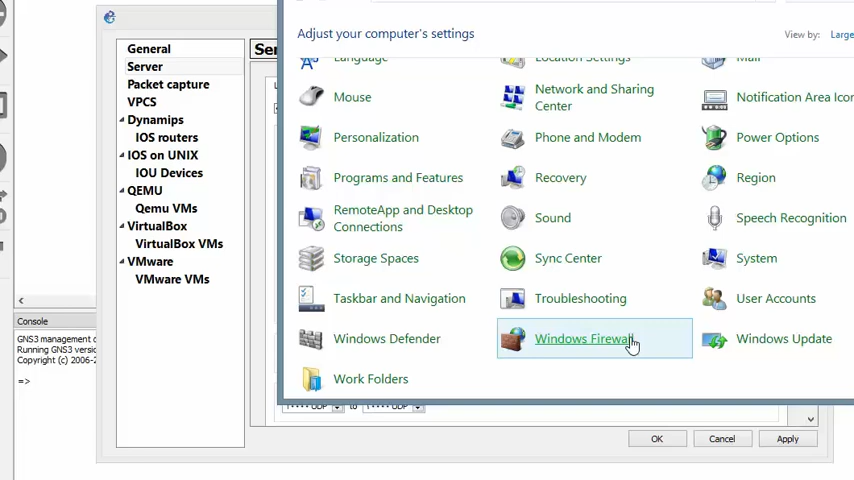 Adjust your computer's settings
View by:
Large
General
Server
Packet capture
VPCS
Dynamips
IOS routers
IOS on UNIX
IOU Devices
QEMU
Qemu VMs
VirtualBox
VirtualBox VMs
VMware
VMware VMs
Ser
Language
Location Settings
Mail
Mouse
Network and Sharing
Center
Notification Area Icon
Personalization
Phone and Modem
Power Options
Programs and Features
Recovery
Region
RemoteApp and Desktop
Connections
Sound
Speech Recognition
Storage Spaces
Sync Center
System
Taskbar and Navigation
Troubleshooting
User Accounts
Windows Defender
Windows Firewall
Windows Update
Work Folders
Console
GNS3 management c
Running GNS3 versio
Copyright (c) 2006-2
=>
UDP
to
UDP
OK
Cancel
Apply